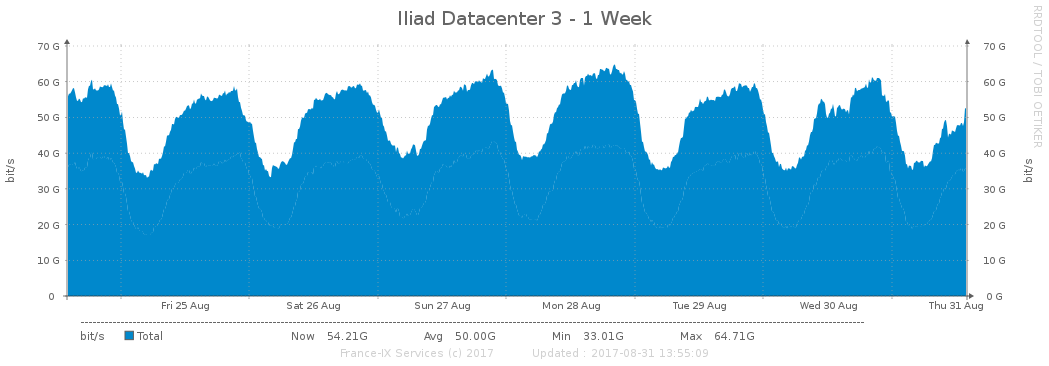 Iliad Datacenter 3 - 1 Week
RRDTOOL / TOBI OETIKER
70 G 70 G
60 G 60 G
50 G 50 G
40 G 40 G
30 G 30 G
20 G 20 G
10 G 10 G
0 0 G
bit/s bit/s
Fri 25 Aug Sat 26 Aug Sun 27 Aug Mon 28 Aug Tue 29 Aug Wed 30 Aug Thu 31 Aug
bit/s Total Now 54.21G Avg 50.00G Min 33.01G Max 64.71G
France-IX Services (c) 2017 Updated : 2017-08-31 13:55:09